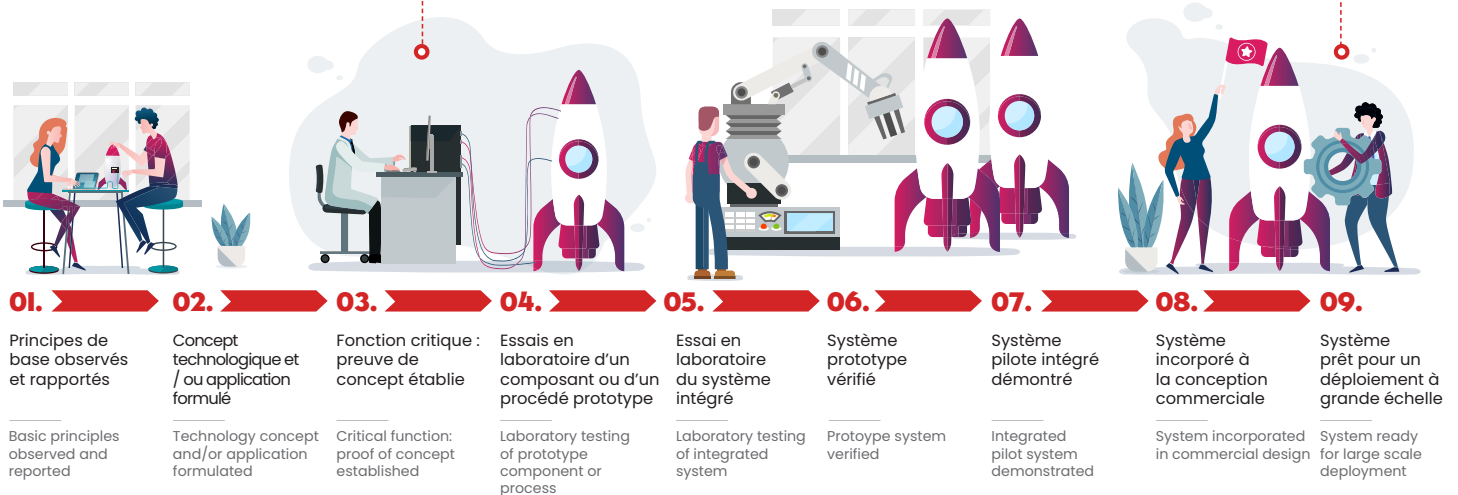 01.
02.
03.
04.
05.
06.
07.
08.
09.
Principes de
base observés
et rapportés
Concept
technologique et
/ ou application
formulé
Fonction critique :
preuve de
concept établie
Essais en
laboratoire d'un
composant ou d'un
procédé prototype
Essai en
laboratoire
du système
intégré
Système
prototype
vérifié
Système
pilote intégré
démontré
Système
incorporé à
la conception
commerciale
Système
prêt pour un
déploiement à
grande échelle
Basic principles
observed and
reported
Technology concept
and/or application
formulated
Critical function:
proof of concept
established
Laboratory testing
of prototype
component or
process
Laboratory testing
of integrated
system
Protoype system
verified
Integrated
pilot system
demonstrated
System incorporated
in commercial design
System ready
for large scale
deployment